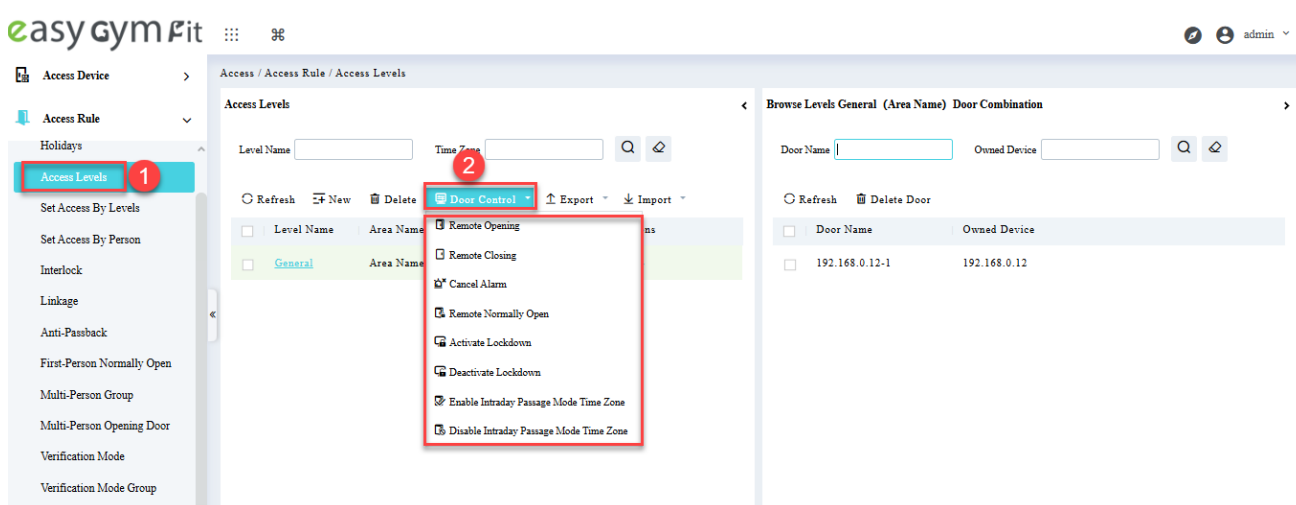 easy Gym Fit
admin
Access Device
Access Rule
Holidays
Access Levels
1
Set Access By Levels
Set Access By Person
Interlock
Linkage
Anti-Passback
First-Person Normally Open
Multi-Person Group
Multi-Person Opening Door
Verification Mode
Verification Mode Group
Access / Access Rule / Access Levels
Access Levels
Level Name
Time Zone
2
Refresh New Delete Door Control Export Import
Level Name Area Name ns
General Area Name
Remote Opening
Remote Closing
Cancel Alarm
Remote Normally Open
Activate Lockdown
Deactivate Lockdown
Enable Intraday Passage Mode Time Zone
Disable Intraday Passage Mode Time Zone
Browse Levels General (Area Name) Door Combination
Door Name Owned Device
Refresh Delete Door
Door Name Owned Device
192.168.0.12-1 192.168.0.12